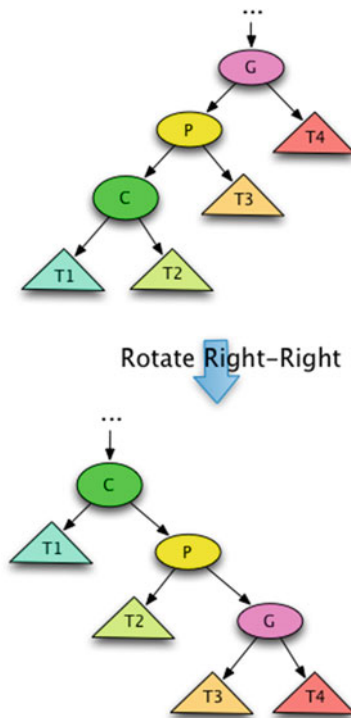 ...
G
P
T4
C
T3
T1
T2
Rotate Right-Right
...
C
T1
P
T2
G
T3
T4